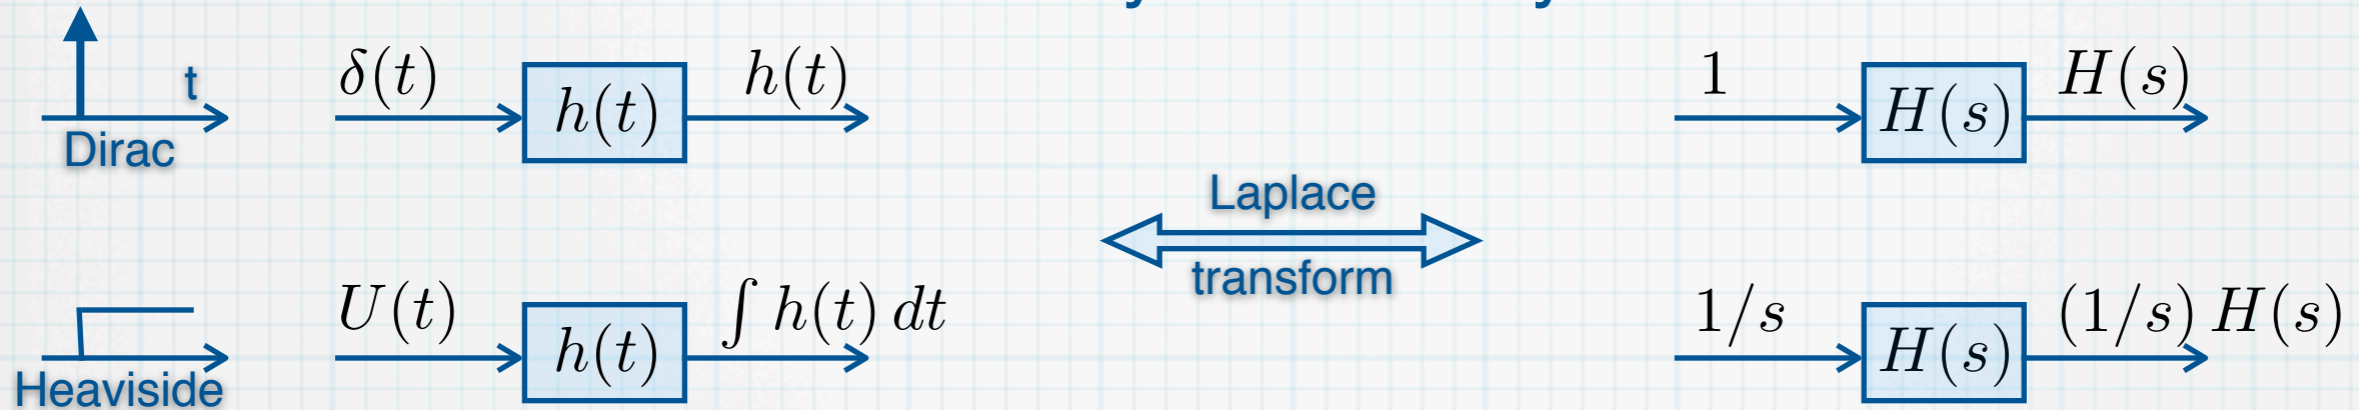 t δ(t) h(t) 1 H(s)
h(t) H(s)
Dirac
Laplace
transform
U(t) ∫ h(t) dt 1/s (1/s) H(s)
h(t) H(s)
Heaviside